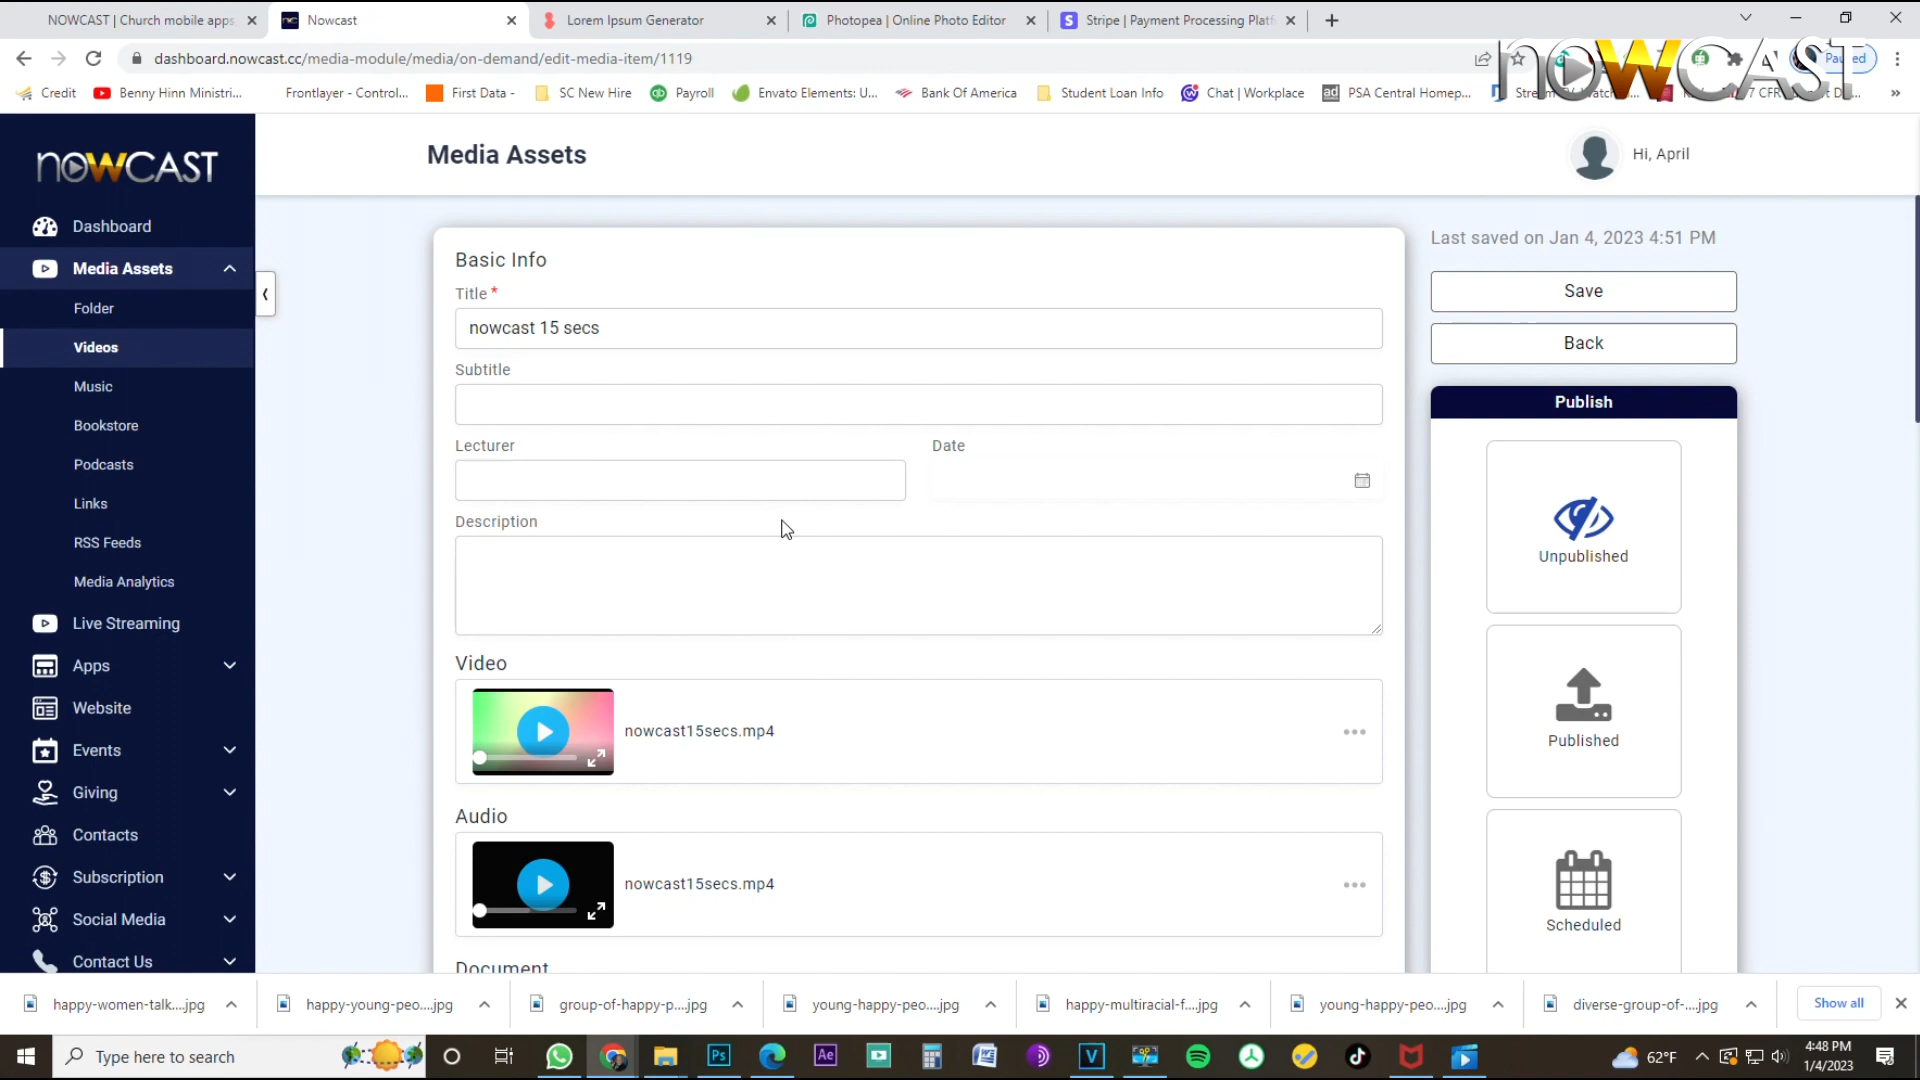 NOWCAST | Church mobile apps,
Nowcast
Lorem Ipsum Generator
Photopea | Online Photo Editor
Stripe | Payment Processing Platf
dashboard.nowcast.cc/media-module/media/on-demand/edit-media-item/1119
Paused
nowCAST
Credit
Benny Hinn Ministri...
Frontlayer - Control...
First Data -
SC New Hire
Payroll
Envato Elements: U...
Bank Of America
Student Loan Info
Chat | Workplace
PSA Central Homep...
»
nowCAST
Media Assets
Hi, April
Dashboard
Media Assets
Folder
Videos
Music
Bookstore
Podcasts
Links
RSS Feeds
Media Analytics
Live Streaming
Apps
Website
Events
Giving
Contacts
Subscription
Social Media
Contact Us
Basic Info
Title *
nowcast 15 secs
Subtitle
Lecturer
Date
Description
Video
nowcast15secs.mp4
Audio
nowcast15secs.mp4
Document
Last saved on Jan 4, 2023 4:51 PM
Save
Back
Publish
Unpublished
Published
Scheduled
happy-women-talk....jpg
happy-young-peo....jpg
group-of-happy-p....jpg
young-happy-peo....jpg
happy-multiracial-f....jpg
young-happy-peo....jpg
diverse-group-of-....jpg
Show all
Type here to search
Ps
Ae
V
62°F
4:48 PM
1/4/2023